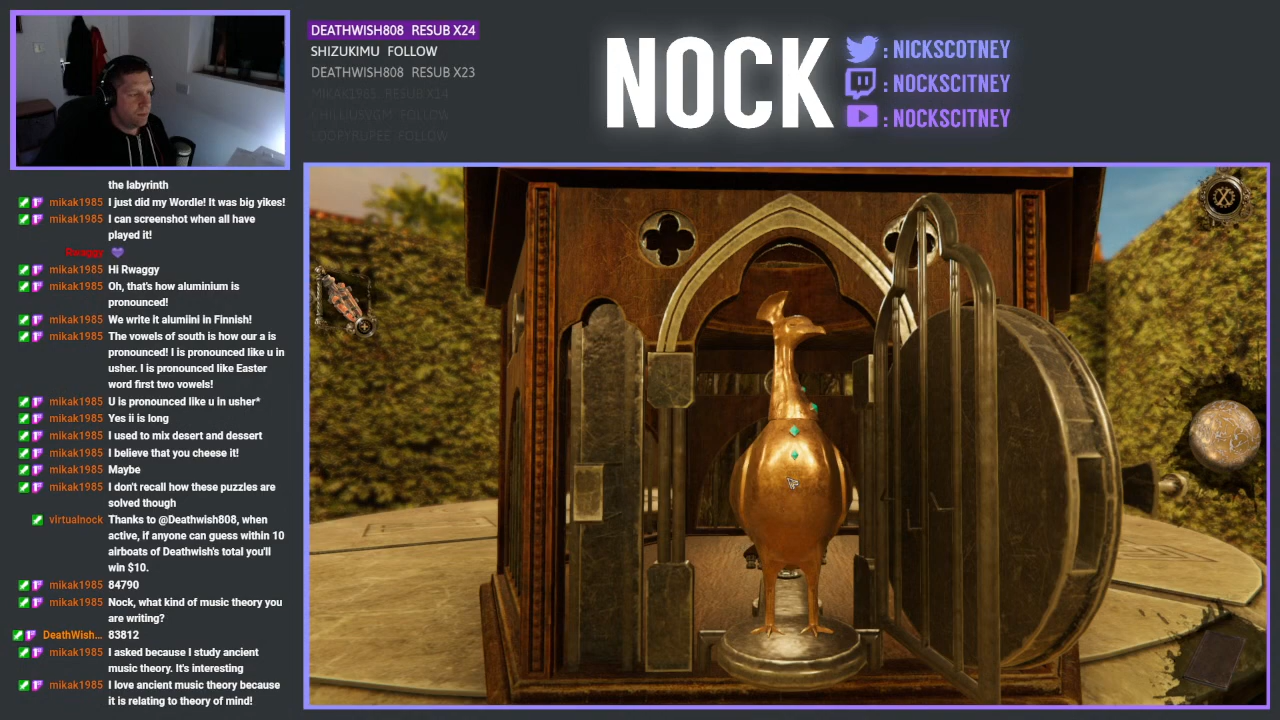 DEATHWISH808 RESUB X24
SHIZUKIMU FOLLOW
DEATHWISH808 RESUB X23
MIKAK1985 RESUB X14
LOOPYRUPEE FOLLOW
NOCK
: NICKSCOTNEY
: NOCKSCITNEY
: NOCKSCITNEY
the labyrinth
mikak1985 I just did my Wordle! It was big yikes!
mikak1985 I can screenshot when all have
played it!
Rwaggy
mikak1985 Hi Rwaggy
mikak1985 Oh, that's how aluminium is
pronounced!
mikak1985 We write it alumiini in Finnish!
mikak1985 The vowels of south is how our a is
pronounced! I is pronounced like u in
usher. I is pronounced like Easter
word first two vowels!
mikak1985 U is pronounced like u in usher*
mikak1985 Yes ii is long
mikak1985 I used to mix desert and dessert
mikak1985 I believe that you cheese it!
mikak1985 Maybe
mikak1985 I don't recall how these puzzles are
solved though
virtualnock Thanks to @Deathwish808, when
active, if anyone can guess within 10
airboats of Deathwish's total you'll
win $10.
mikak1985 84790
mikak1985 Nock, what kind of music theory you
are writing?
DeathWish... 83812
mikak1985 I asked because I study ancient
music theory. It's interesting
mikak1985 I love ancient music theory because
it is relating to theory of mind!